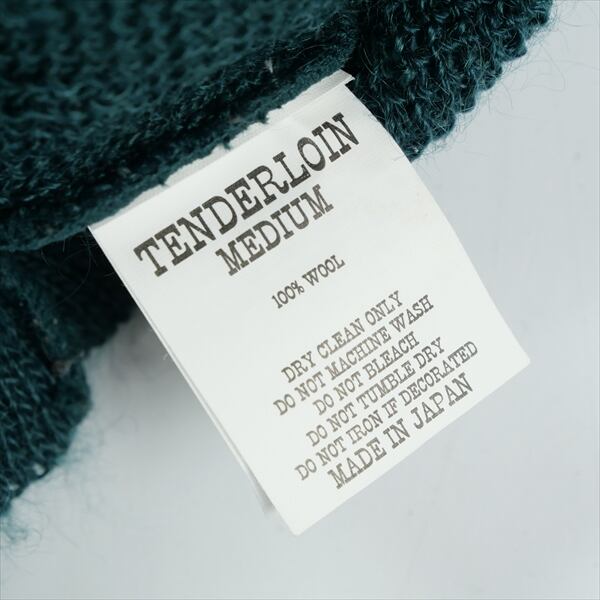 TENDERLOIN
MEDIUM
100% WOOL
DRY CLEAN ONLY
DO NOT MACHINE WASH
DO NOT BLEACH
DO NOT TUMBLE DRY
DO NOT IRON IF DECORATED
MADE IN JAPAN